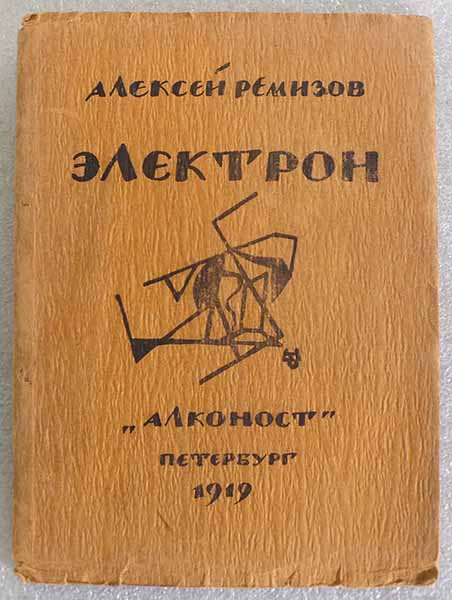 АЛЕКСЕЙ РЕМИЗОВ
ЭЛЕКТРОН
„АЛКОНОСТ"
ПЕТЕРБУРГ
1919